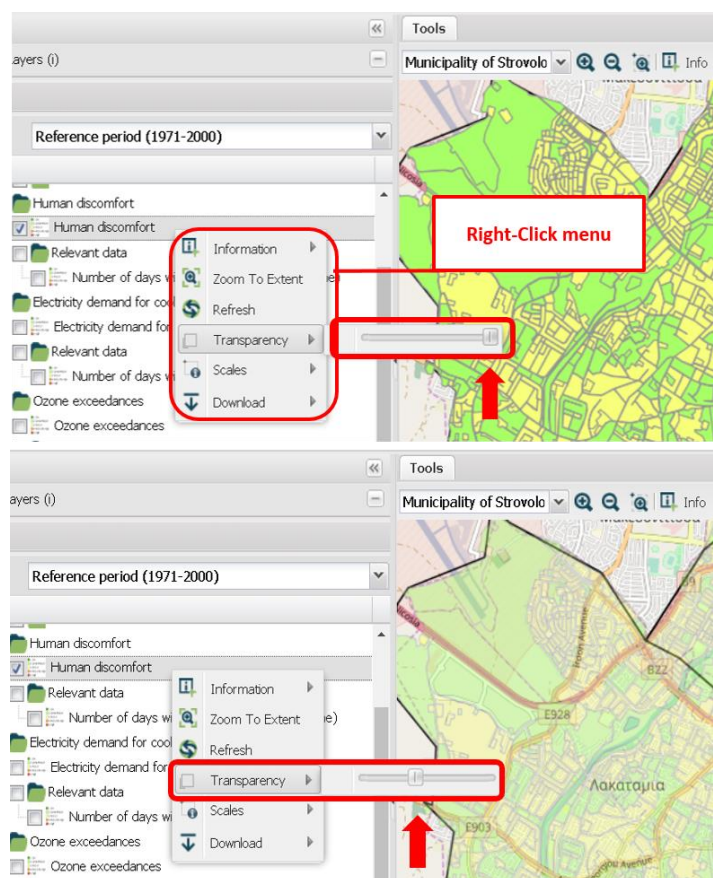 Tools
ayers (i)
Municipality of Strovolo Info
Reference period (1971-2000)
Human discomfort
Human discomfort
Relevant data
Number of days wi
Electricity demand for cool
Electricity demand for
Relevant data
Number of days wi
Ozone exceedances
Ozone exceedances
Information
Zoom To Extent
Refresh
Transparency
Scales
Download
Right-Click menu
Tools
ayers (i)
Municipality of Strovolo Info
Reference period (1971-2000)
Human discomfort
Human discomfort
Relevant data
Number of days wi
e)
Electricity demand for cool
Electricity demand for
Relevant data
Number of days wi
Ozone exceedances
Ozone exceedances
Information
Zoom To Extent
Refresh
Transparency
Scales
Download
B9
B22
E928
Λακαταμια
E903
Avenue